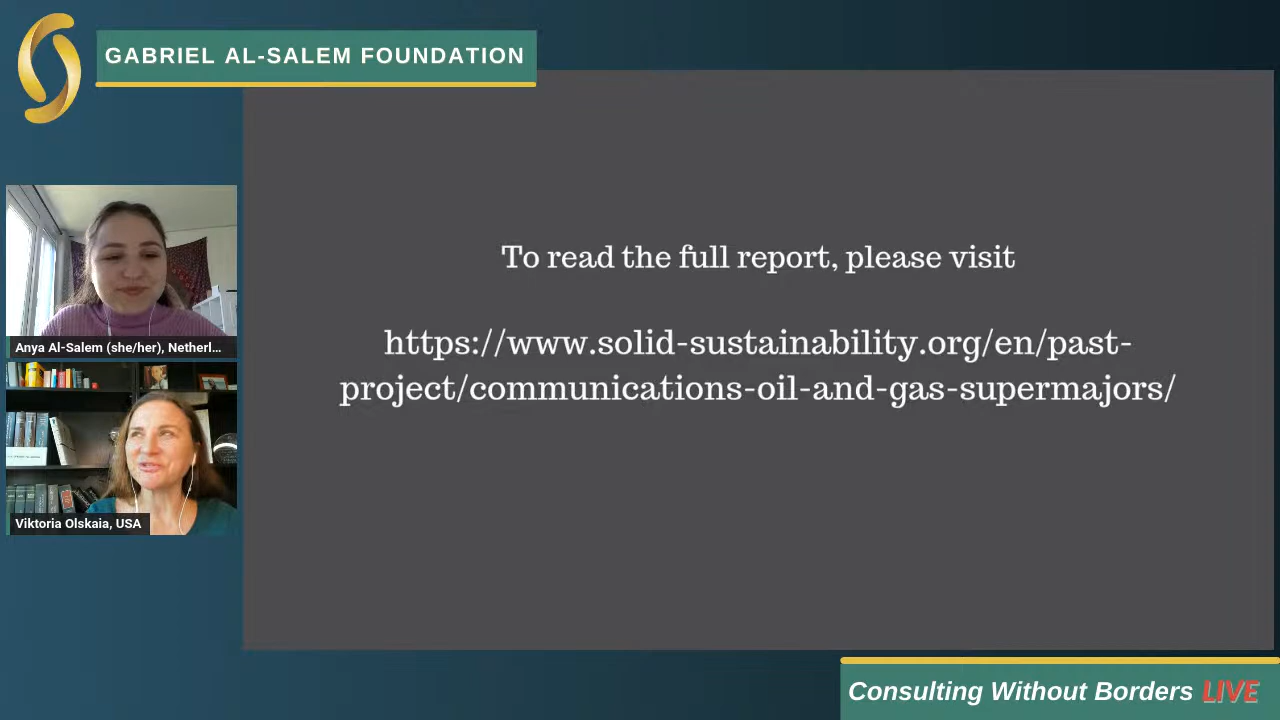 GABRIEL AL-SALEM FOUNDATION
To read the full report, please visit
https://www.solid-sustainability.org/en/past-
project/communications-oil-and-gas-supermajors/
Anya Al-Salem (she/her), Netherl...
Viktoria Olskaia, USA
Consulting Without Borders LIVE